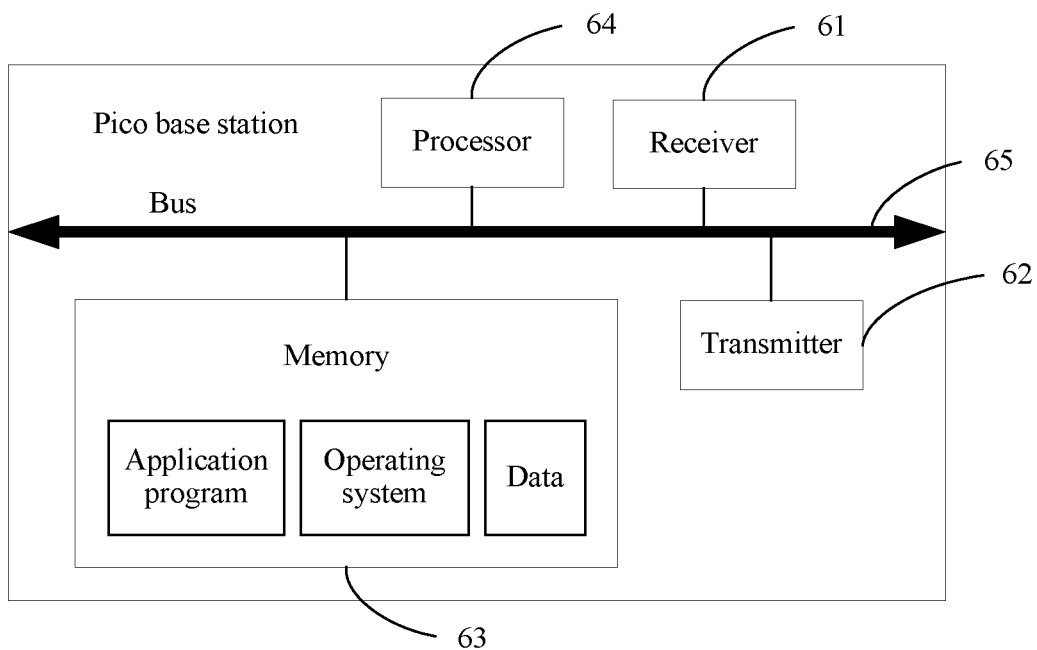 64
61
Pico base station
Processor
Receiver
65
Bus
62
Memory
Transmitter
Application
program
Operating
system
Data
63